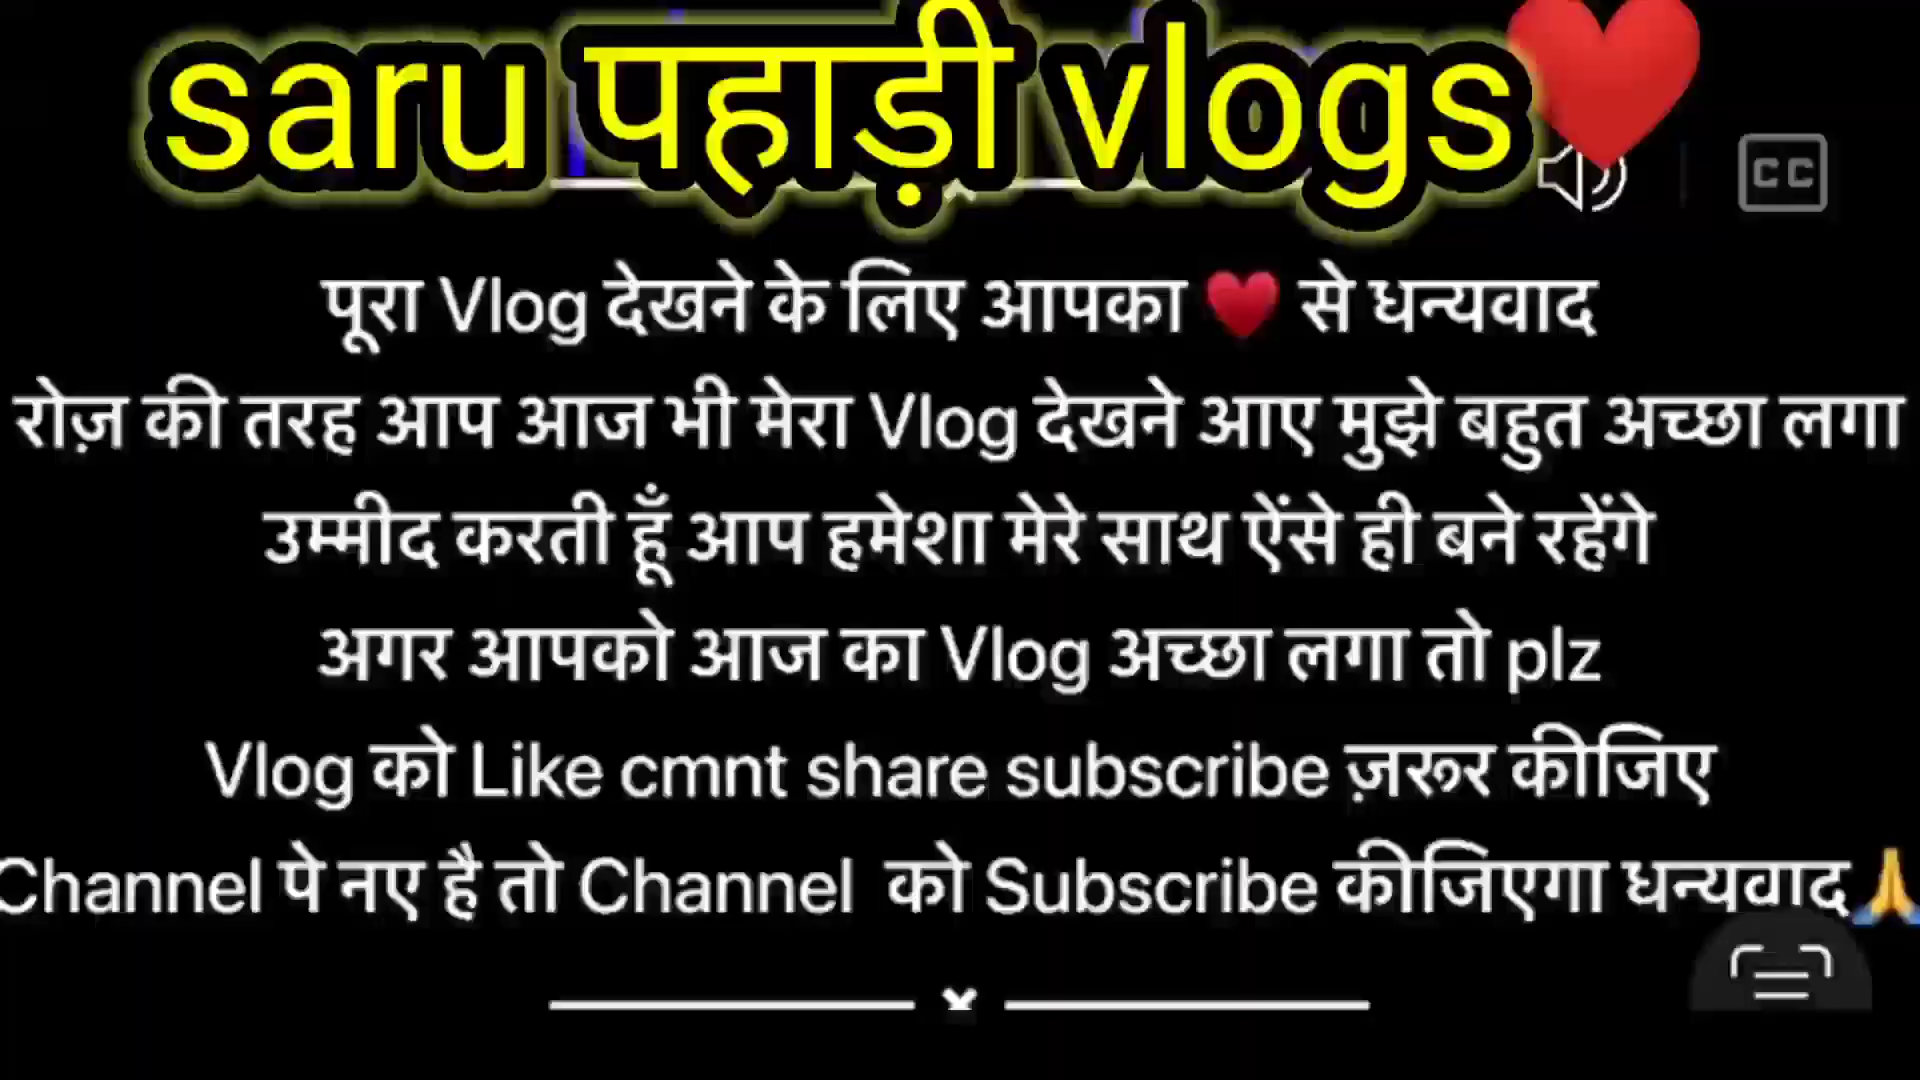 saru पहाड़ी vlogs❤️
CC
पूरा Vlog देखने के लिए आपका ♥️ से धन्यवाद
रोज़ की तरह आप आज भी मेरा Vlog देखने आए मुझे बहुत अच्छा लगा
उम्मीद करती हूँ आप हमेशा मेरे साथ ऐंसे ही बने रहेंगे
अगर आपको आज का Vlog अच्छा लगा तो plz
Vlog को Like cmnt share subscribe ज़रूर कीजिए
Channel पे नए है तो Channel को Subscribe कीजिएगा धन्यवाद🙏